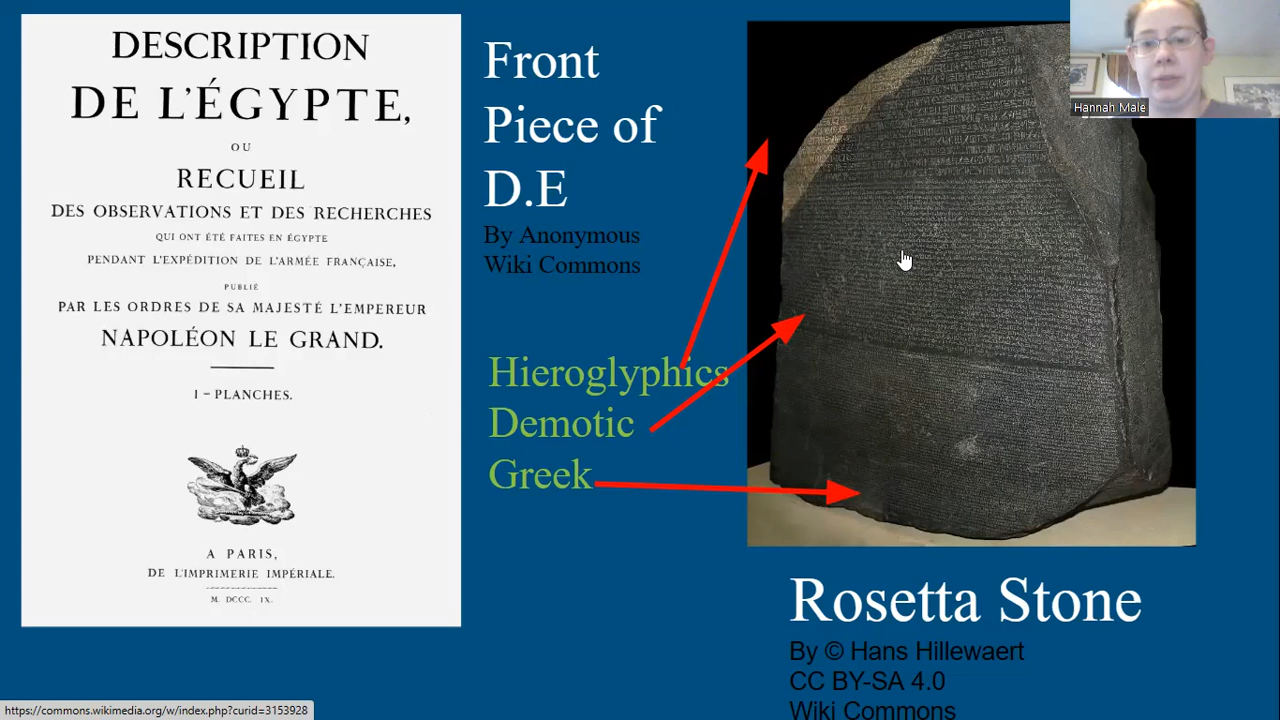 DESCRIPTION
DE L'ÉGYPTE,
OU
RECUEIL
DES OBSERVATIONS ET DES RECHERCHES
QUI ONT ÉTÉ FAITES EN ÉGYPTE
PENDANT L'EXPÉDITION DE L'ARMÉE FRANÇAISE,
PUBLIÉ
PAR LES ORDRES DE SA MAJESTÉ L'EMPEREUR
NAPOLÉON LE GRAND.
I – PLANCHES.
A PARIS,
DE L'IMPRIMERIE IMPÉRIALE.
M. DCCC. IX.
Front
Piece of
D.E
By Anonymous
Wiki Commons
Hieroglyphics
Demotic
Greek
Hannah Male
Rosetta Stone
By © Hans Hillewaert
CC BY-SA 4.0
Wiki Commons
https://commons.wikimedia.org/w/index.php?curid=3153928